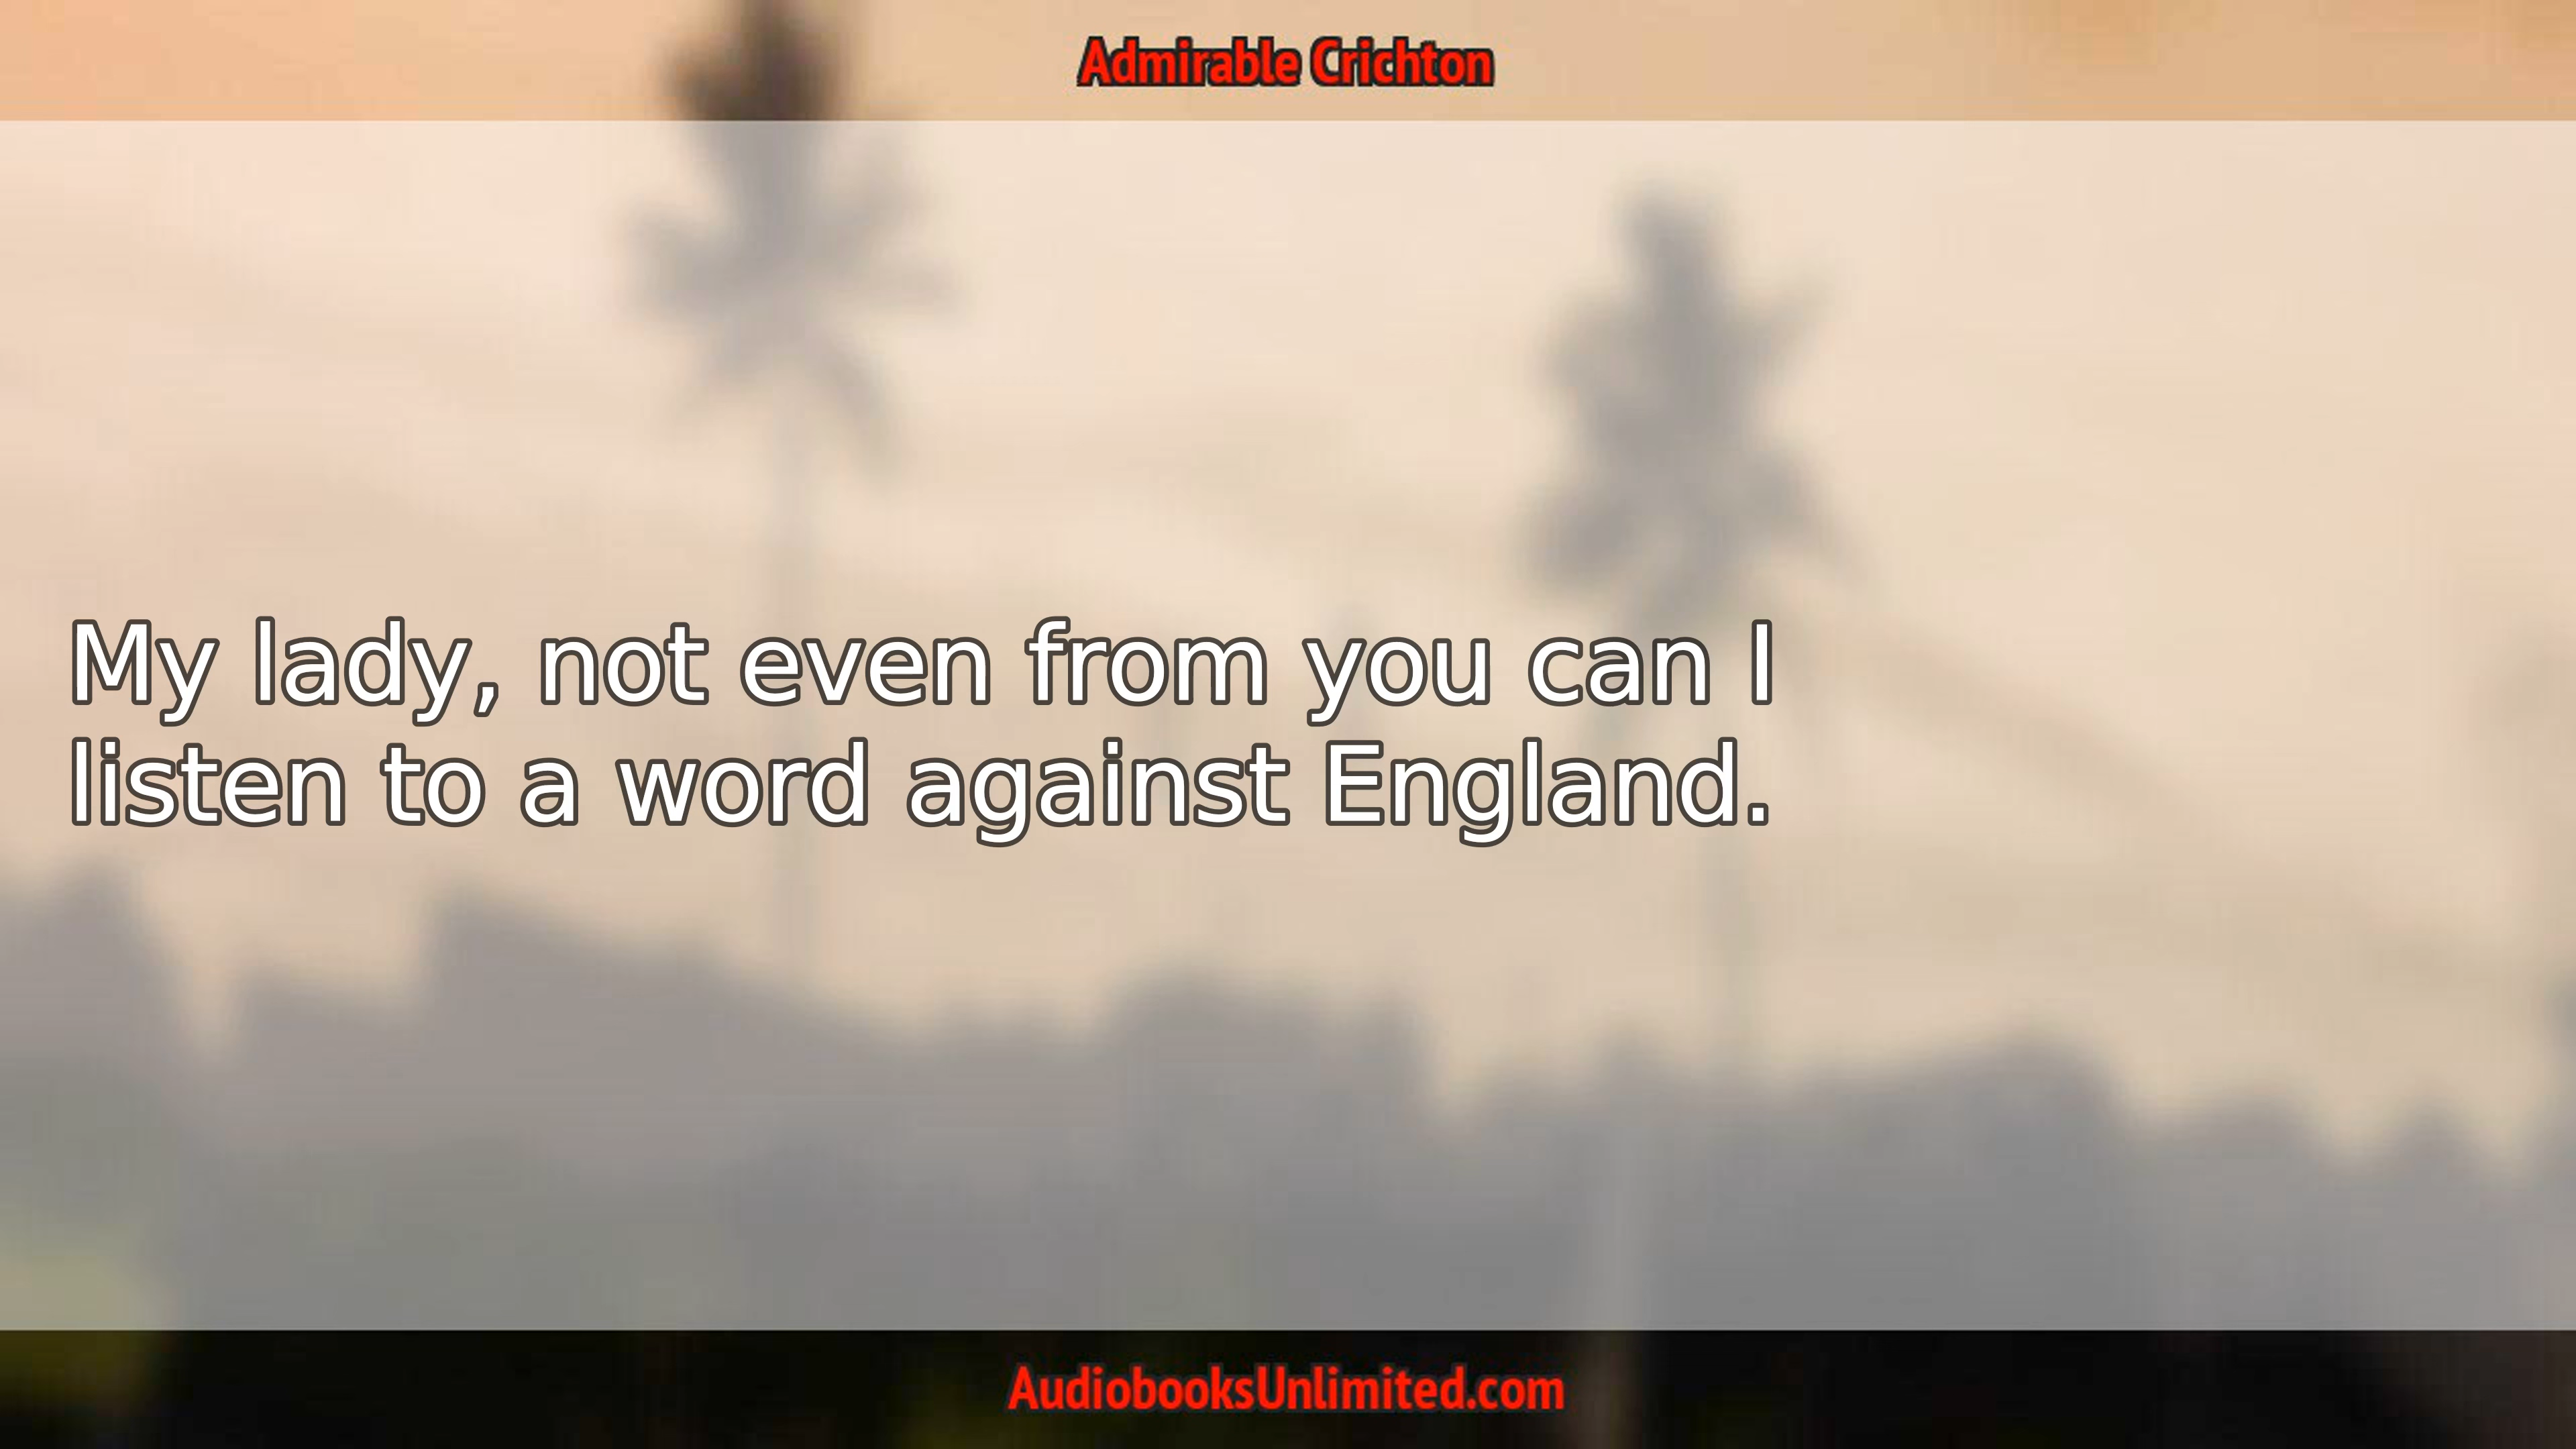 Admirable Crichton
My lady, not even from you can I
listen to a word against England.
AudiobooksUnlimited.com